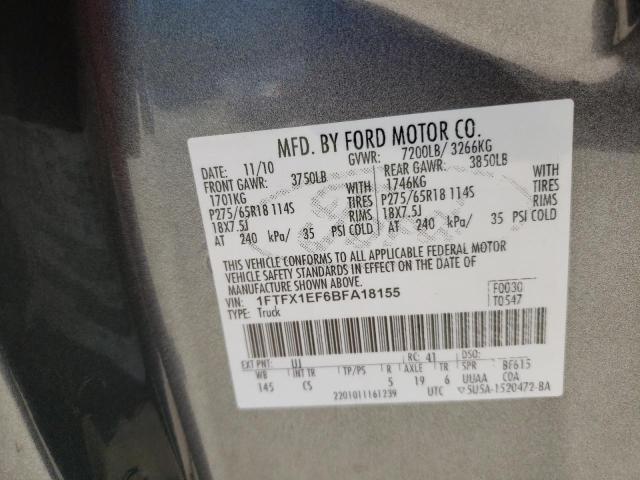 MFD. BY FORD MOTOR CO.
DATE: 11/10 GVWR: 7200LB/ 3266KG
FRONT GAWR: 3750LB REAR GAWR: 3850LB
1701KG WITH 1746KG WITH
P275/65R18 114S TIRES P275/65R18 114S TIRES
18X7.5J RIMS 18X7.5J RIMS
AT 240 kPa/ 35 PSI COLD AT 240 kPa/ 35 PSI COLD
THIS VEHICLE CONFORMS TO ALL APPLICABLE FEDERAL MOTOR
VEHICLE SAFETY STANDARDS IN EFFECT ON THE DATE OF
MANUFACTURE SHOWN ABOVE.
VIN: 1FTFX1EF6BFA18155 F0030
TYPE: Truck T0547
EXT PNT: UJ RC: 41 DSO:
WB INT TR TP/PS R AXLE TR SPR BF615
145 CS 5 19 6 UUAA COA
2201011161239 UTC 5USA-1520472-BA